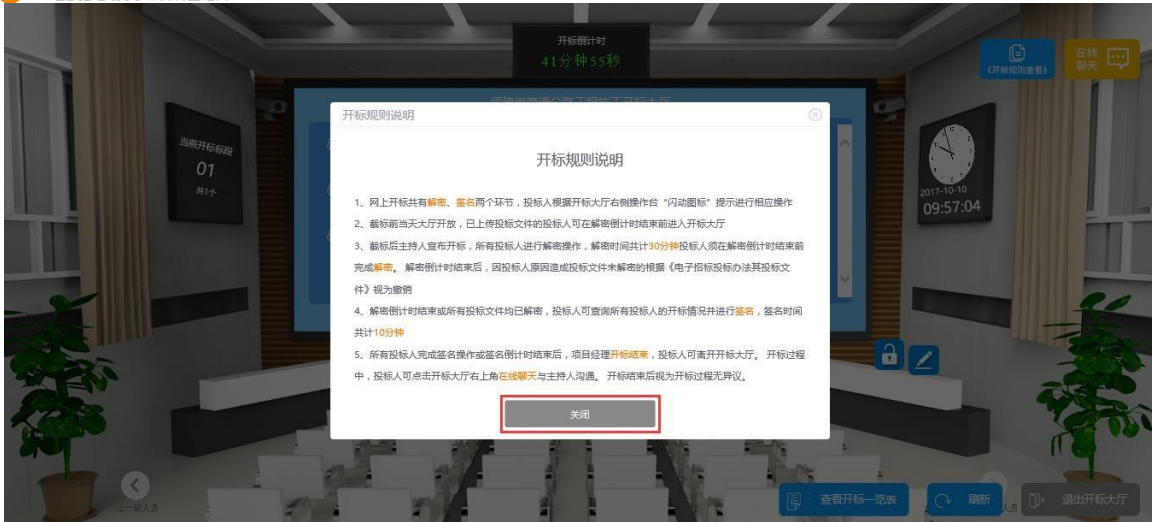 开标倒计时
41分钟55秒
《开标规则查看》
在线
聊天
当前开标标段
01
共1个
开标规则说明
开标规则说明
1、网上开标共有解密、签名两个环节，投标人根据开标大厅右侧操作台“闪动图标”提示进行相应操作
2、截标前当天大厅开放，已上传投标文件的投标人可在解密倒计时结束前进入开标大厅
3、截标后主持人宣布开标，所有投标人进行解密操作，解密时间共计30分钟投标人须在解密倒计时结束前
完成解密。 解密倒计时结束后，因投标人原因造成投标文件未解密的根据《电子招标投标办法其投标文
件》视为撤销
4、解密倒计时结束或所有投标文件均已解密，投标人可查询所有投标人的开标情况并进行签名，签名时间
共计10分钟
5、所有投标人完成签名操作或签名倒计时结束后，项目经理开标结束，投标人可离开开标大厅。 开标过程
中，投标人可点击开标大厅右上角在线聊天与主持人沟通。 开标结束后视为开标过程无异议。
关闭
2017-10-10
09:57:04
上一级人员
查看开标一览表
刷新
人员
退出开标大厅